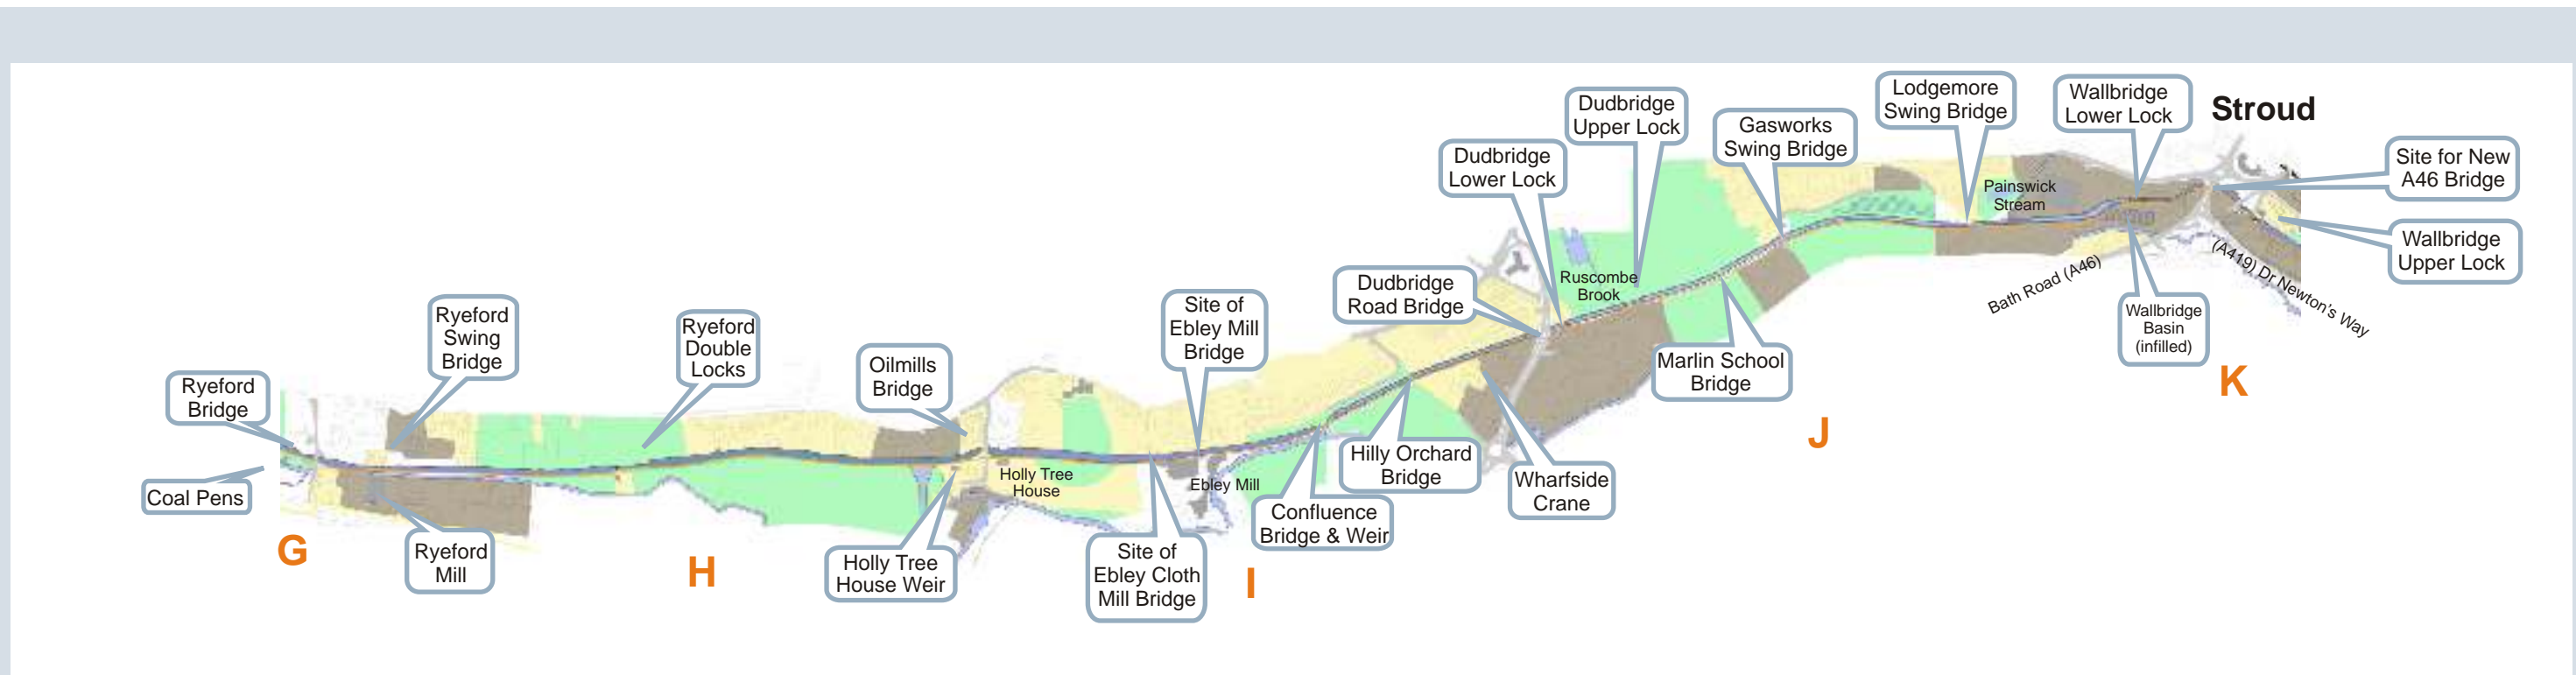 Ryeford
Bridge
Coal Pens
G
Ryeford
Swing
Bridge
Ryeford
Mill
Ryeford
Double
Locks
H
Oilmills
Bridge
Holly Tree
House Weir
Holly Tree
House
Site of
Ebley Cloth
Mill Bridge
Site of
Ebley Mill
Bridge
Ebley Mill
I
Confluence
Bridge & Weir
Dudbridge
Road Bridge
Hilly Orchard
Bridge
Dudbridge
Lower Lock
Wharfside
Crane
Ruscombe
Brook
Dudbridge
Upper Lock
Marlin School
Bridge
Gasworks
Swing Bridge
J
Lodgemore
Swing Bridge
Painswick
Stream
Bath Road (A46)
Wallbridge
Lower Lock
Wallbridge
Basin
(infilled)
Stroud
(A419) Dr Newton's Way
K
Site for New
A46 Bridge
Wallbridge
Upper Lock